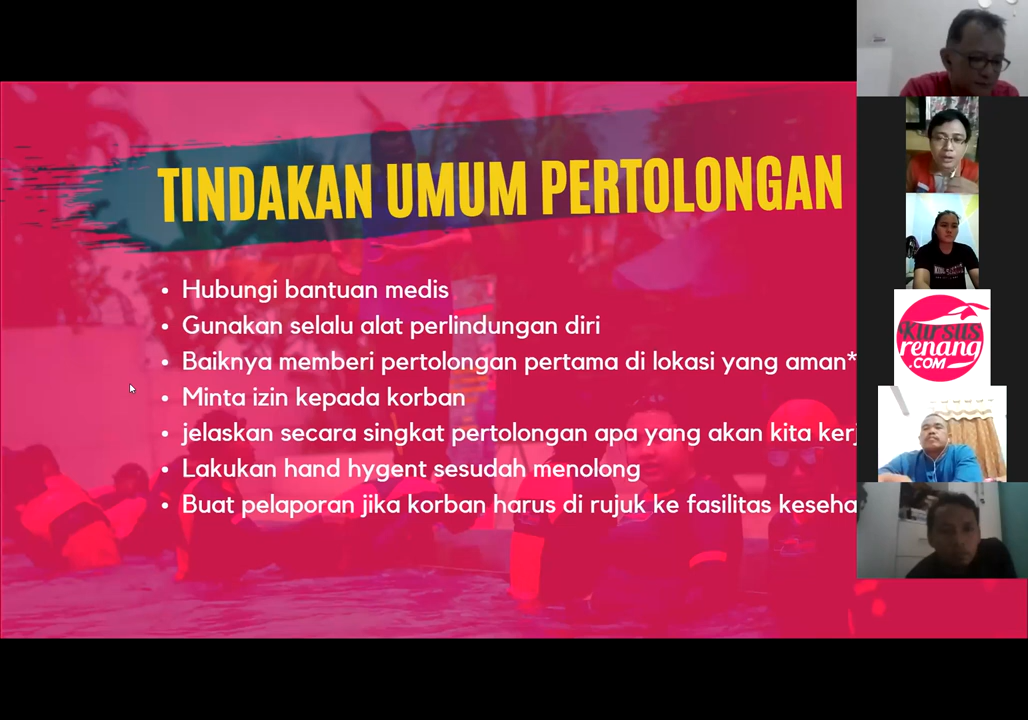 TINDAKAN UMUM PERTOLONGAN
• Hubungi bantuan medis
• Gunakan selalu alat perlindungan diri
• Baiknya memberi pertolongan pertama di lokasi yang aman*
• Minta izin kepada korban
• jelaskan secara singkat pertolongan apa yang akan kita
• Lakukan hand hygent sesudah menolong
• Buat pelaporan jika korban harus di rujuk ke fasilitas
Kursus
renang
.COM